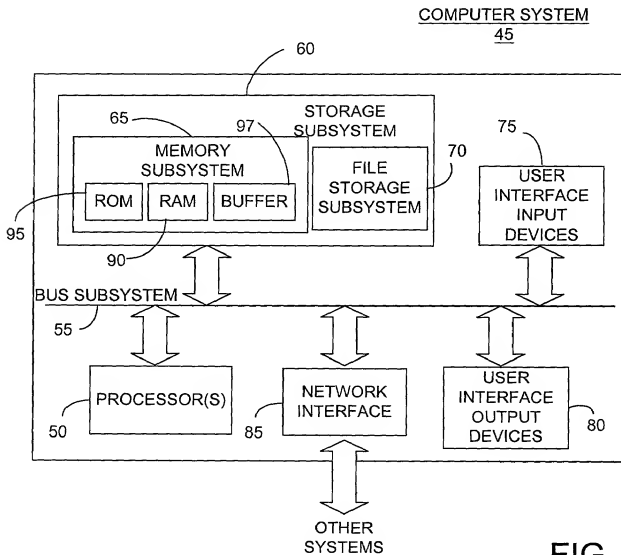 COMPUTER SYSTEM
45
60
STORAGE
SUBSYSTEM
65
97
MEMORY
SUBSYSTEM
ROM
RAM
BUFFER
95
90
FILE
STORAGE
SUBSYSTEM
70
75
USER
INTERFACE
INPUT
DEVICES
BUS SUBSYSTEM
55
PROCESSOR(S)
50
NETWORK
INTERFACE
85
USER
INTERFACE
OUTPUT
DEVICES
80
OTHER
SYSTEMS
FIG